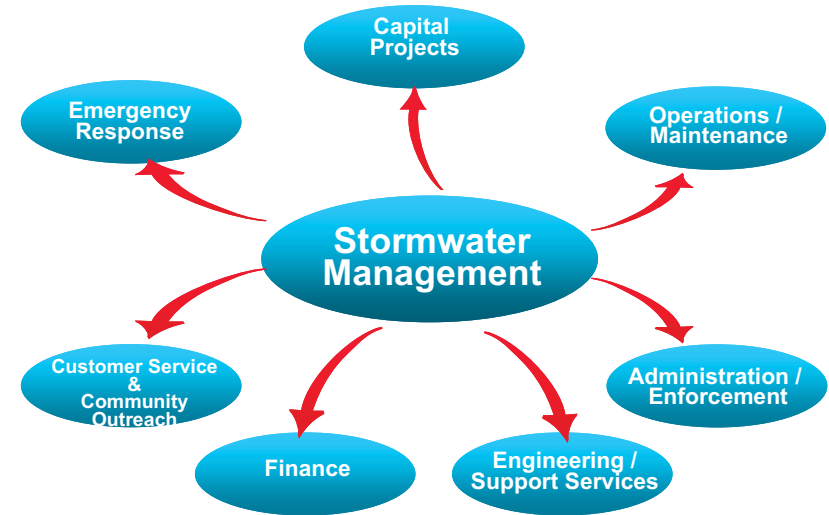 Capital
Projects
Emergency
Response
Operations /
Maintenance
Stormwater
Management
Customer Service
&
Community
Outreach
Administration /
Enforcement
Finance
Engineering /
Support Services